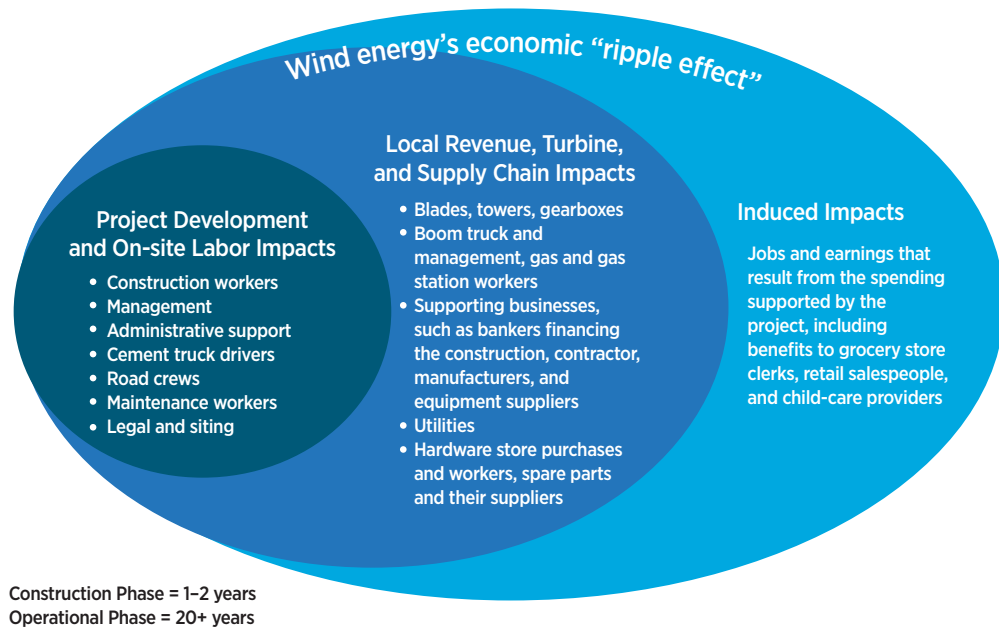 Wind energy's economic “ripple effect”
Project Development
and On-site Labor Impacts
• Construction workers
• Management
• Administrative support
• Cement truck drivers
• Road crews
• Maintenance workers
• Legal and siting
Local Revenue, Turbine,
and Supply Chain Impacts
• Blades, towers, gearboxes
• Boom truck and
management, gas and gas
station workers
• Supporting businesses,
such as bankers financing
the construction, contractor,
manufacturers, and
equipment suppliers
• Utilities
• Hardware store purchases
and workers, spare parts
and their suppliers
Induced Impacts
Jobs and earnings that
result from the spending
supported by the
project, including
benefits to grocery store
clerks, retail salespeople,
and child-care providers
Construction Phase = 1–2 years
Operational Phase = 20+ years